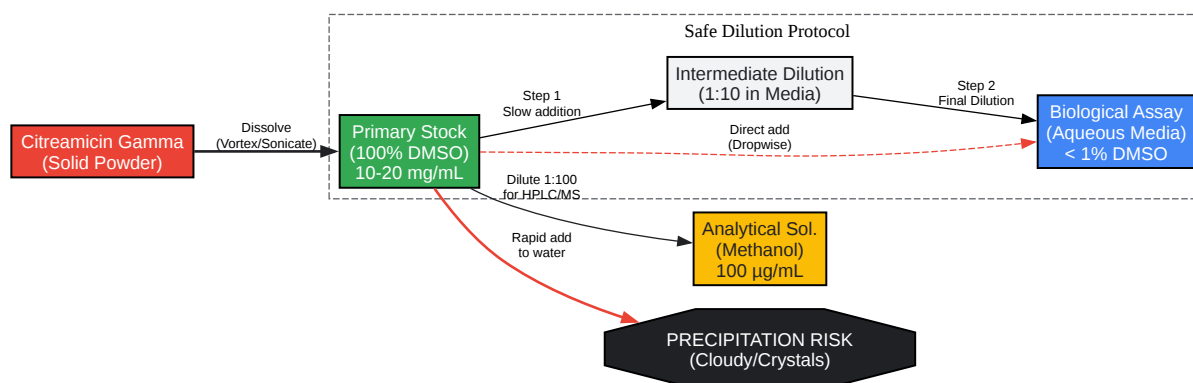 Safe Dilution Protocol
Citreamicin Gamma
(Solid Powder)
Dissolve
(Vortex/Sonicate)
Primary Stock
(100% DMSO)
10-20 mg/mL
Step 1
Slow addition
Intermediate Dilution
(1:10 in Media)
Step 2
Final Dilution
Direct add
(Dropwise)
Biological Assay
(Aqueous Media)
< 1% DMSO
Dilute 1:100
for HPLC/MS
Analytical Sol.
(Methanol)
100 µg/mL
Rapid add
to water
PRECIPITATION RISK
(Cloudy/Crystals)